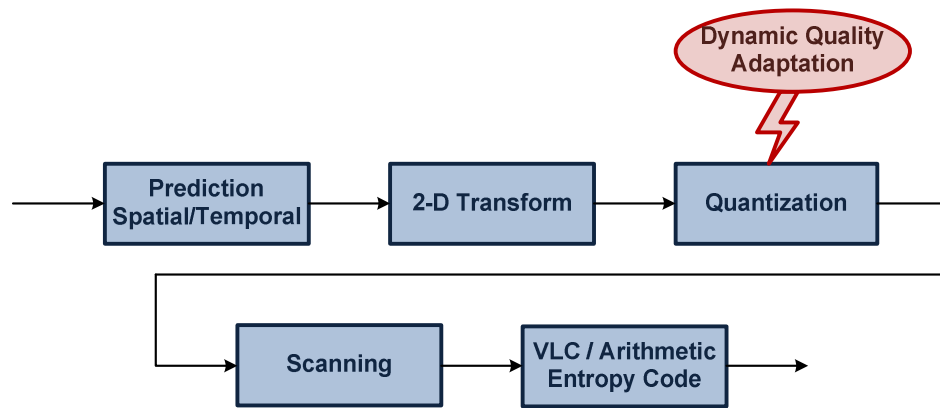 Dynamic Quality
Adaptation
Prediction
Spatial/Temporal
2-D Transform
Quantization
Scanning
VLC / Arithmetic
Entropy Code